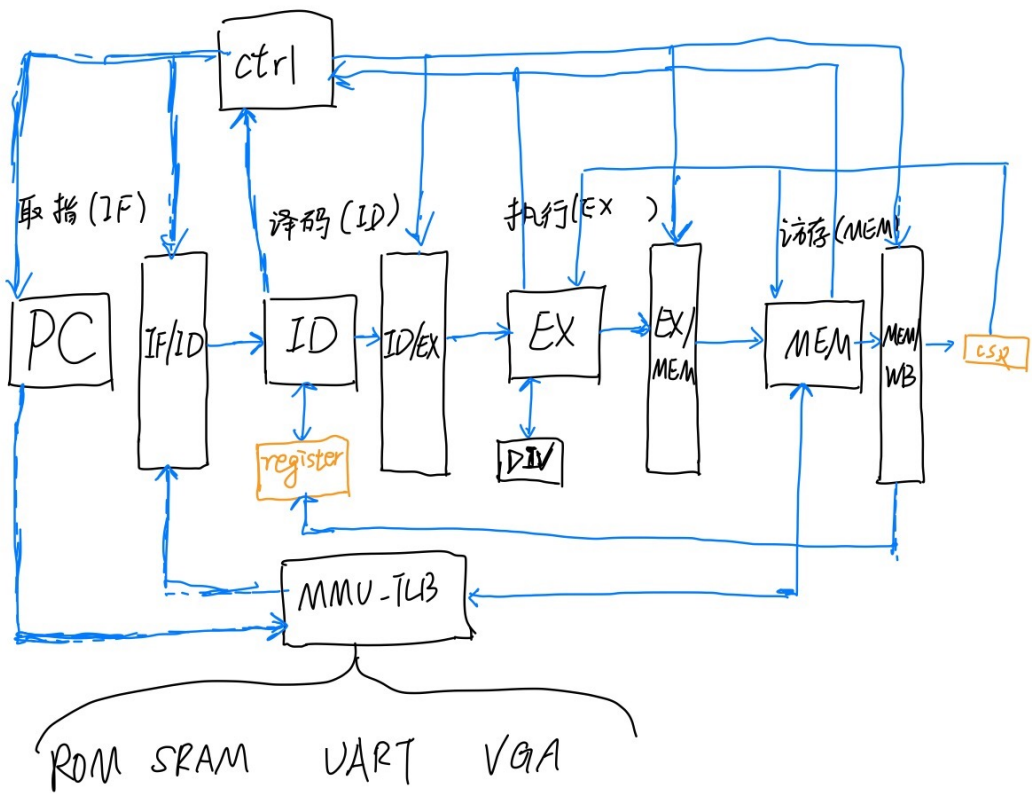 ctrl
取指(IF)
译码(ID)
执行(EX )
访存(MEM)
PC
IF/ID
ID
ID/EX
EX
EX/
MEM
MEM
MEM/
WB
CSR
register
DIV
MMU-TLB
ROM SRAM UART VGA